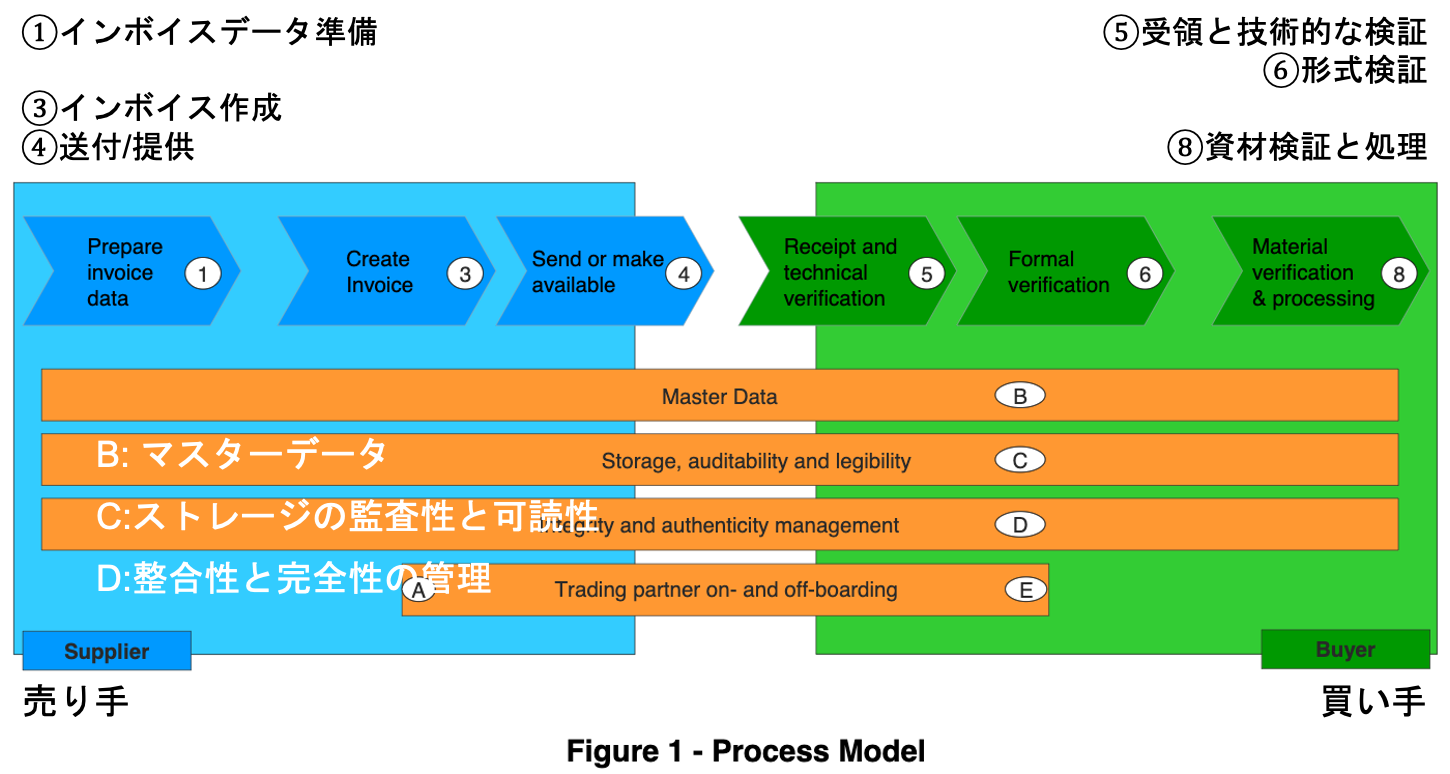 ①インボイスデータ準備
③インボイス作成
④送付/提供
⑤受領と技術的な検証
⑥形式検証
⑧資材検証と処理
Prepare
invoice
data
1
Create
Invoice
3
Send or make
available
4
Receipt and
technical
verification
5
Formal
verification
6
Material
verification
& processing
8
Master Data
B
B: マスターデータ
Storage, auditability and legibility
C
C:ストレージの監査性と可読性
Integrity and authenticity management
D
D:整合性と完全性の管理
A
Trading partner on- and off-boarding
E
Supplier
Buyer
売り手
買い手
Figure 1 - Process Model